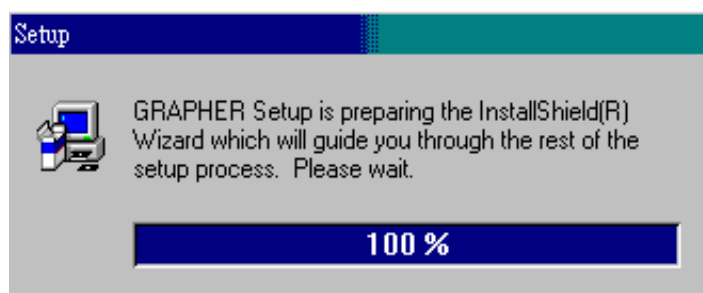 Setup
GRAPHER Setup is preparing the InstallShield(R)
Wizard which will guide you through the rest of the
setup process.  Please wait.
100 %